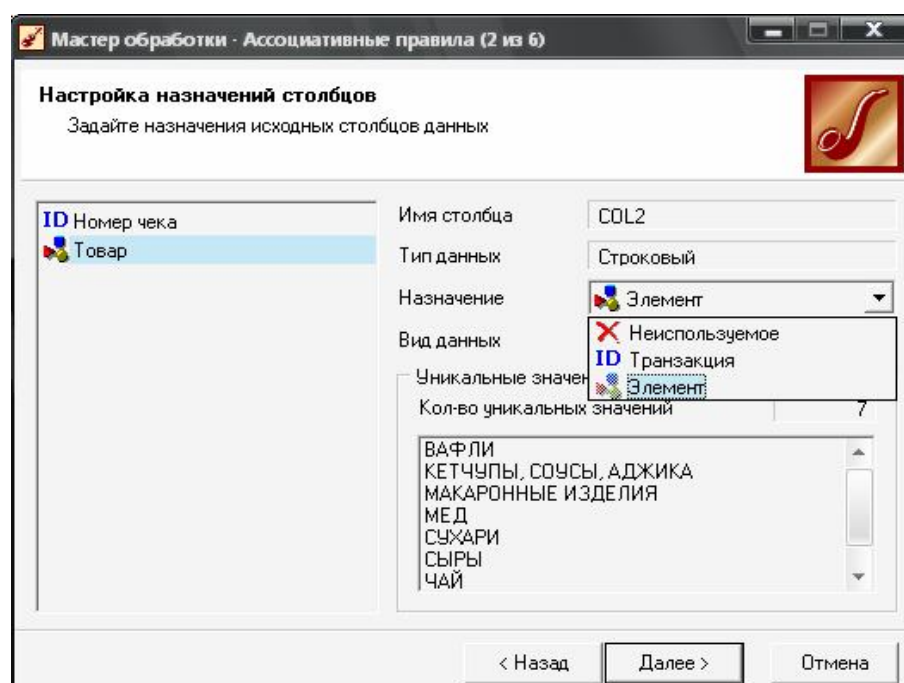 Мастер обработки - Ассоциативные правила (2 из 6)
Настройка назначений столбцов
Задайте назначения исходных столбцов данных
ID Номер чека
Товар
Имя столбца COL2
Тип данных Строковый
Назначение Элемент
Неиспользуемое
Вид данных
ID Транзакция
Элемент
Уникальные значен
Кол-во уникальных значений 7
ВАФЛИ
КЕТЧУПЫ, СОУСЫ, АДЖИКА
МАКАРОННЫЕ ИЗДЕЛИЯ
МЕД
СУХАРИ
СЫРЫ
ЧАЙ
< Назад Далее > Отмена